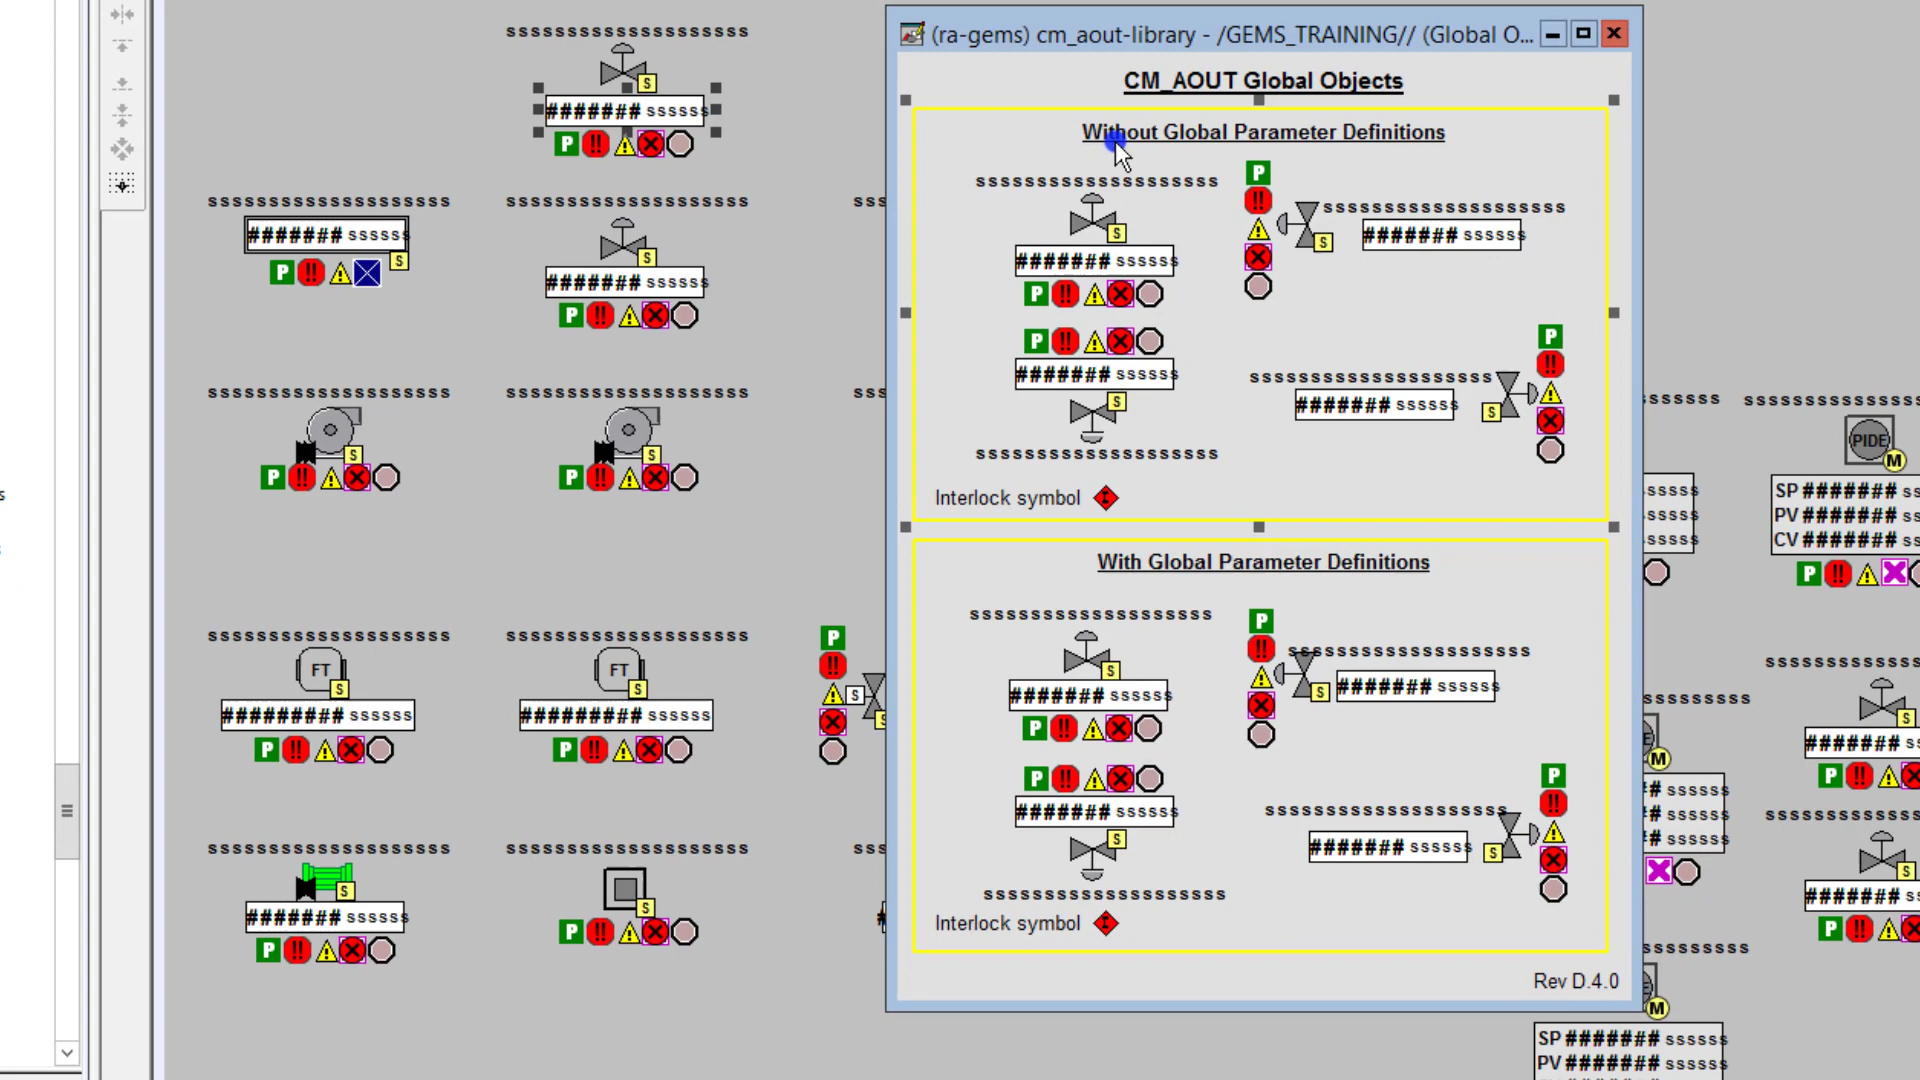 (ra-gems) cm_aout-library - /GEMS_TRAINING// (Global O...
CM_AOUT Global Objects
Without Global Parameter Definitions
ssssssssssssssssssss
S
####### ssssss
P !! ! X
P
!!
!
X
ssssssssssssssssssss
S
####### ssssss
P !! ! X
####### ssssss
S
ssssssssssssssssssss
ssssssssssssssssssss
####### ssssss
S
P
!!
!
X
Interlock symbol I
With Global Parameter Definitions
ssssssssssssssssssss
S
####### ssssss
P !! ! X
P
!!
!
X
ssssssssssssssssssss
S
####### ssssss
P !! ! X
####### ssssss
S
ssssssssssssssssssss
ssssssssssssssssssss
####### ssssss
S
P
!!
!
X
Interlock symbol I
Rev D.4.0
ssssssssssssssssssss
S
####### ssssss
P !! ! X
ssssssssssssssssssss
####### ssssss
S
P !! !
ssssssssssssssssssss
S
####### ssssss
P !! ! X
ssssssssssssssssssss
S
P !! ! X
ssssssssssssssssssss
S
P !! ! X
ssssssssssssssssssss
FT
S
######### ssssss
P !! ! X
ssssssssssssssssssss
FT
S
######### ssssss
P !! ! X
P
!!
!
S
X
ssssssssssssssssssss
S
####### ssssss
P !! ! X
ssssssssssssssssssss
S
P !! ! X
PIDE
M
SP #######
PV #######
CV #######
P !! ! X
M
S
#######
P !! !
S
#######
P !! !
M
SP ####### ssssss
PV ####### ssssss